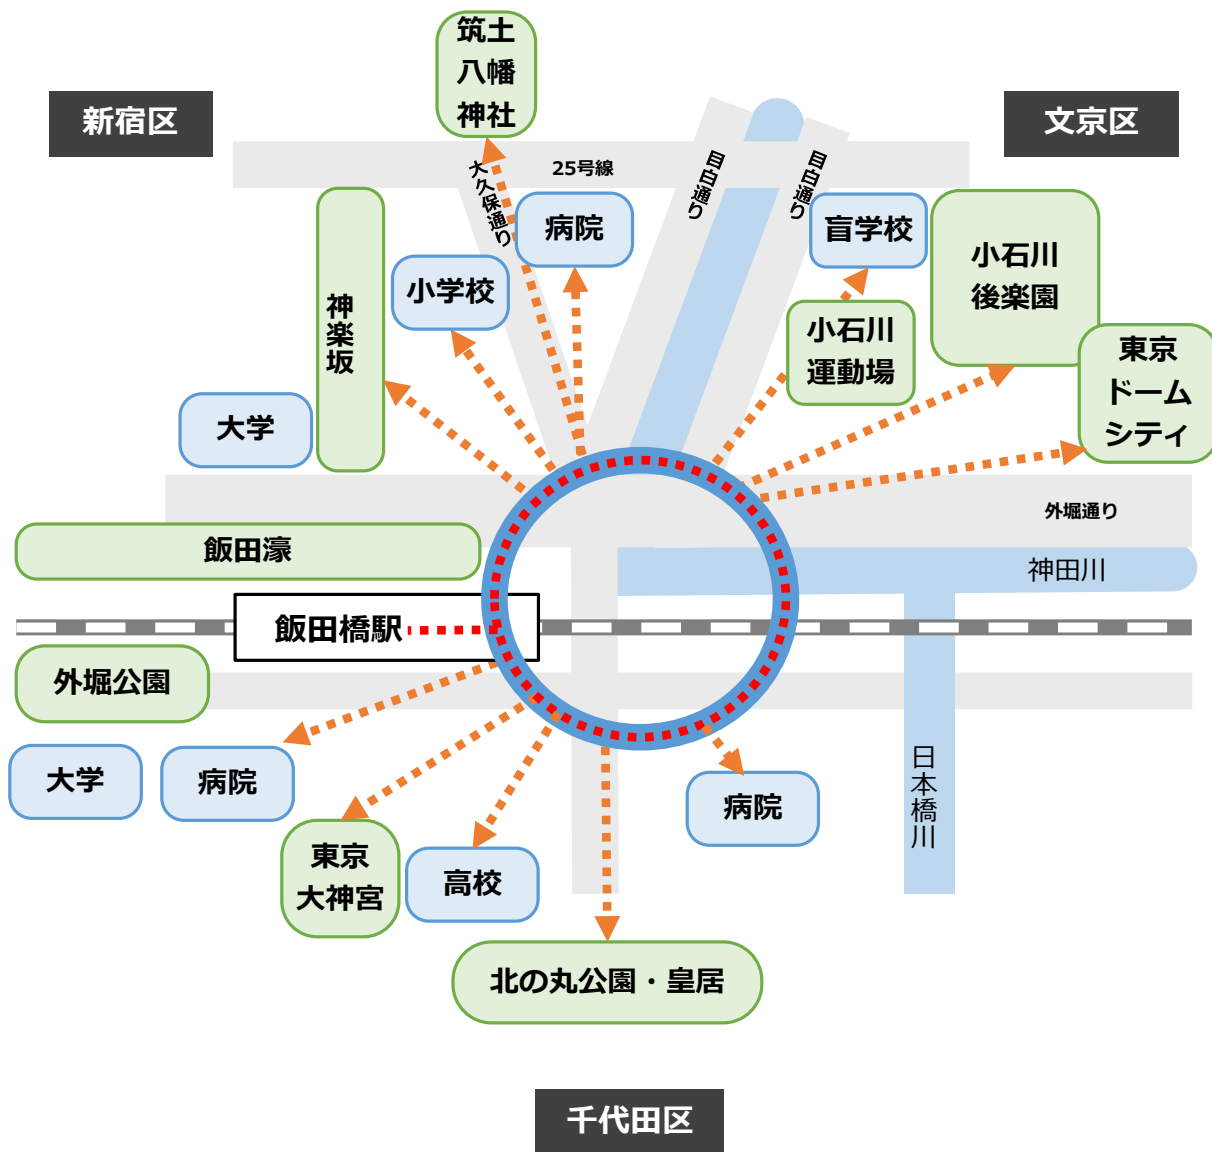 筑土
八幡
神社
新宿区
文京区
25号線
大久保通り
目白通り
目白通り
病院
盲学校
小石川
後楽園
小学校
神楽坂
小石川
運動場
東京
ドーム
シティ
大学
外堀通り
飯田濠
神田川
飯田橋駅
外堀公園
大学
病院
病院
日本橋川
東京
大神宮
高校
北の丸公園・皇居
千代田区